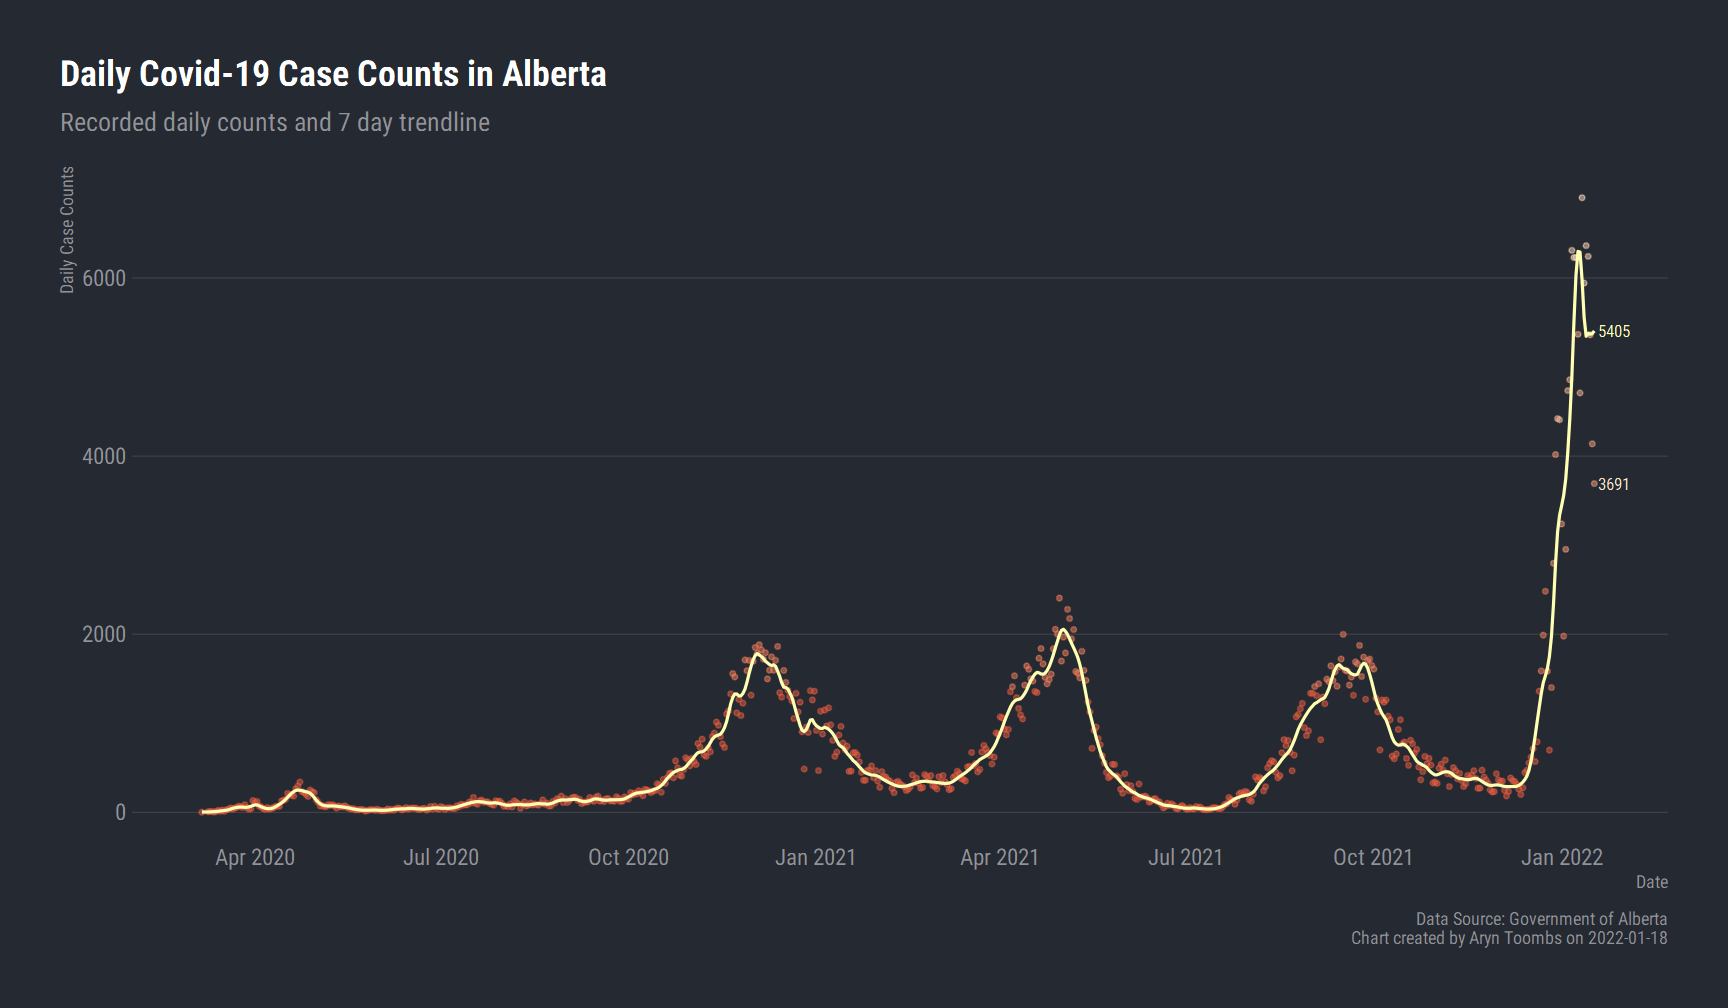 Daily Covid-19 Case Counts in Alberta
Recorded daily counts and 7 day trendline
Daily Case Counts
6000
5405
4000
3691
2000
0
Apr 2020 Jul 2020 Oct 2020 Jan 2021 Apr 2021 Jul 2021 Oct 2021 Jan 2022
Date
Data Source: Government of Alberta
Chart created by Aryn Toombs on 2022-01-18